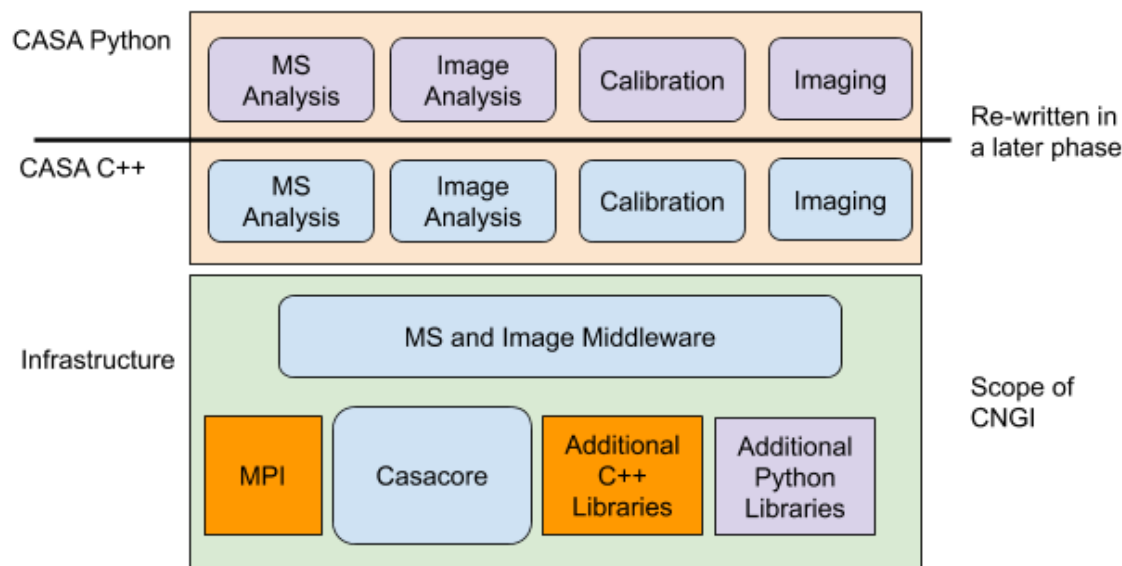 CASA Python
MS
Analysis
Image
Analysis
Calibration
Imaging
Re-written in
a later phase
CASA C++
MS
Analysis
Image
Analysis
Calibration
Imaging
Infrastructure
MS and Image Middleware
Scope of
CNGI
MPI
Casacore
Additional
C++
Libraries
Additional
Python
Libraries